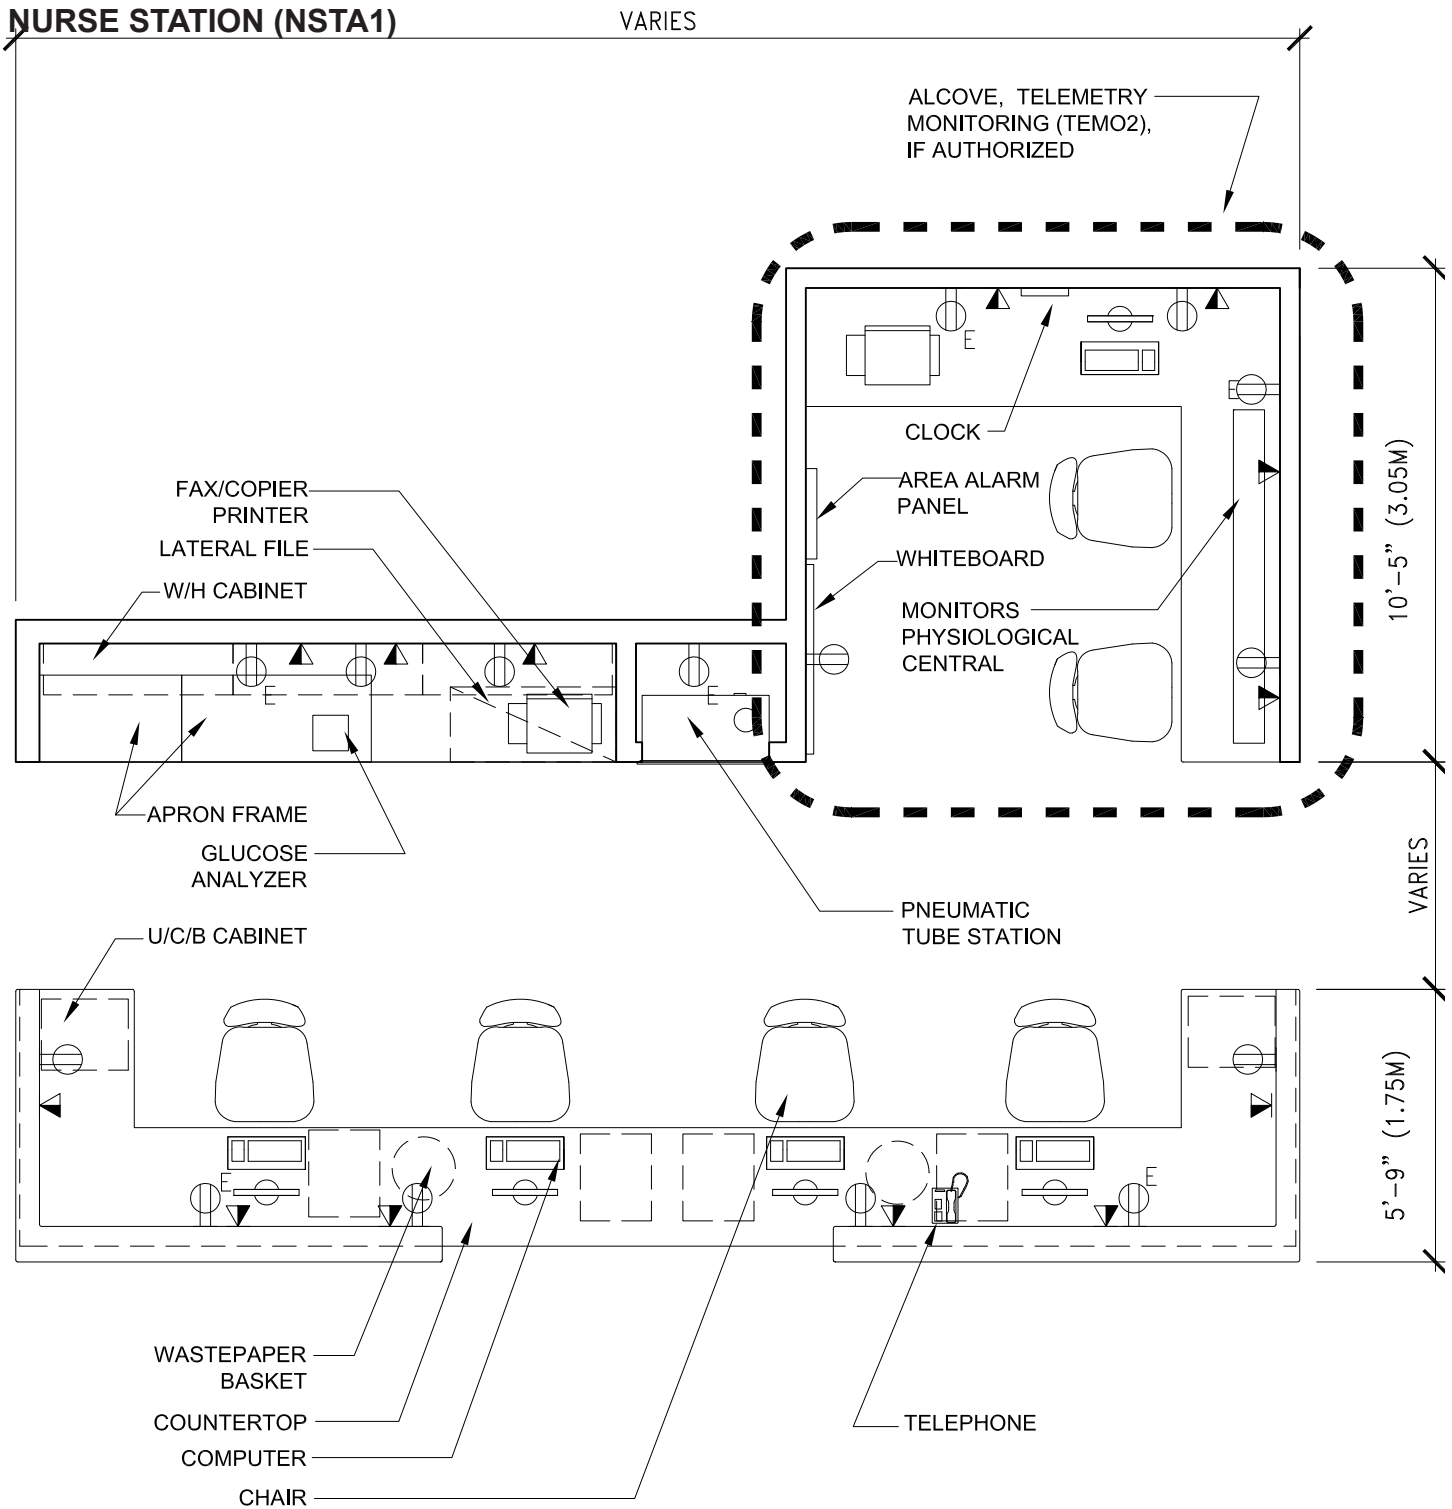 NURSE STATION (NSTA1)
VARIES
ALCOVE, TELEMETRY
MONITORING (TEMO2),
IF AUTHORIZED
E
E
CLOCK
AREA ALARM
PANEL
WHITEBOARD
MONITORS
PHYSIOLOGICAL
CENTRAL
10'-5" (3.05M)
FAX/COPIER
PRINTER
LATERAL FILE
W/H CABINET
E
E
APRON FRAME
GLUCOSE
ANALYZER
PNEUMATIC
TUBE STATION
VARIES
U/C/B CABINET
E
E
5'-9" (1.75M)
WASTEPAPER
BASKET
COUNTERTOP
COMPUTER
CHAIR
TELEPHONE